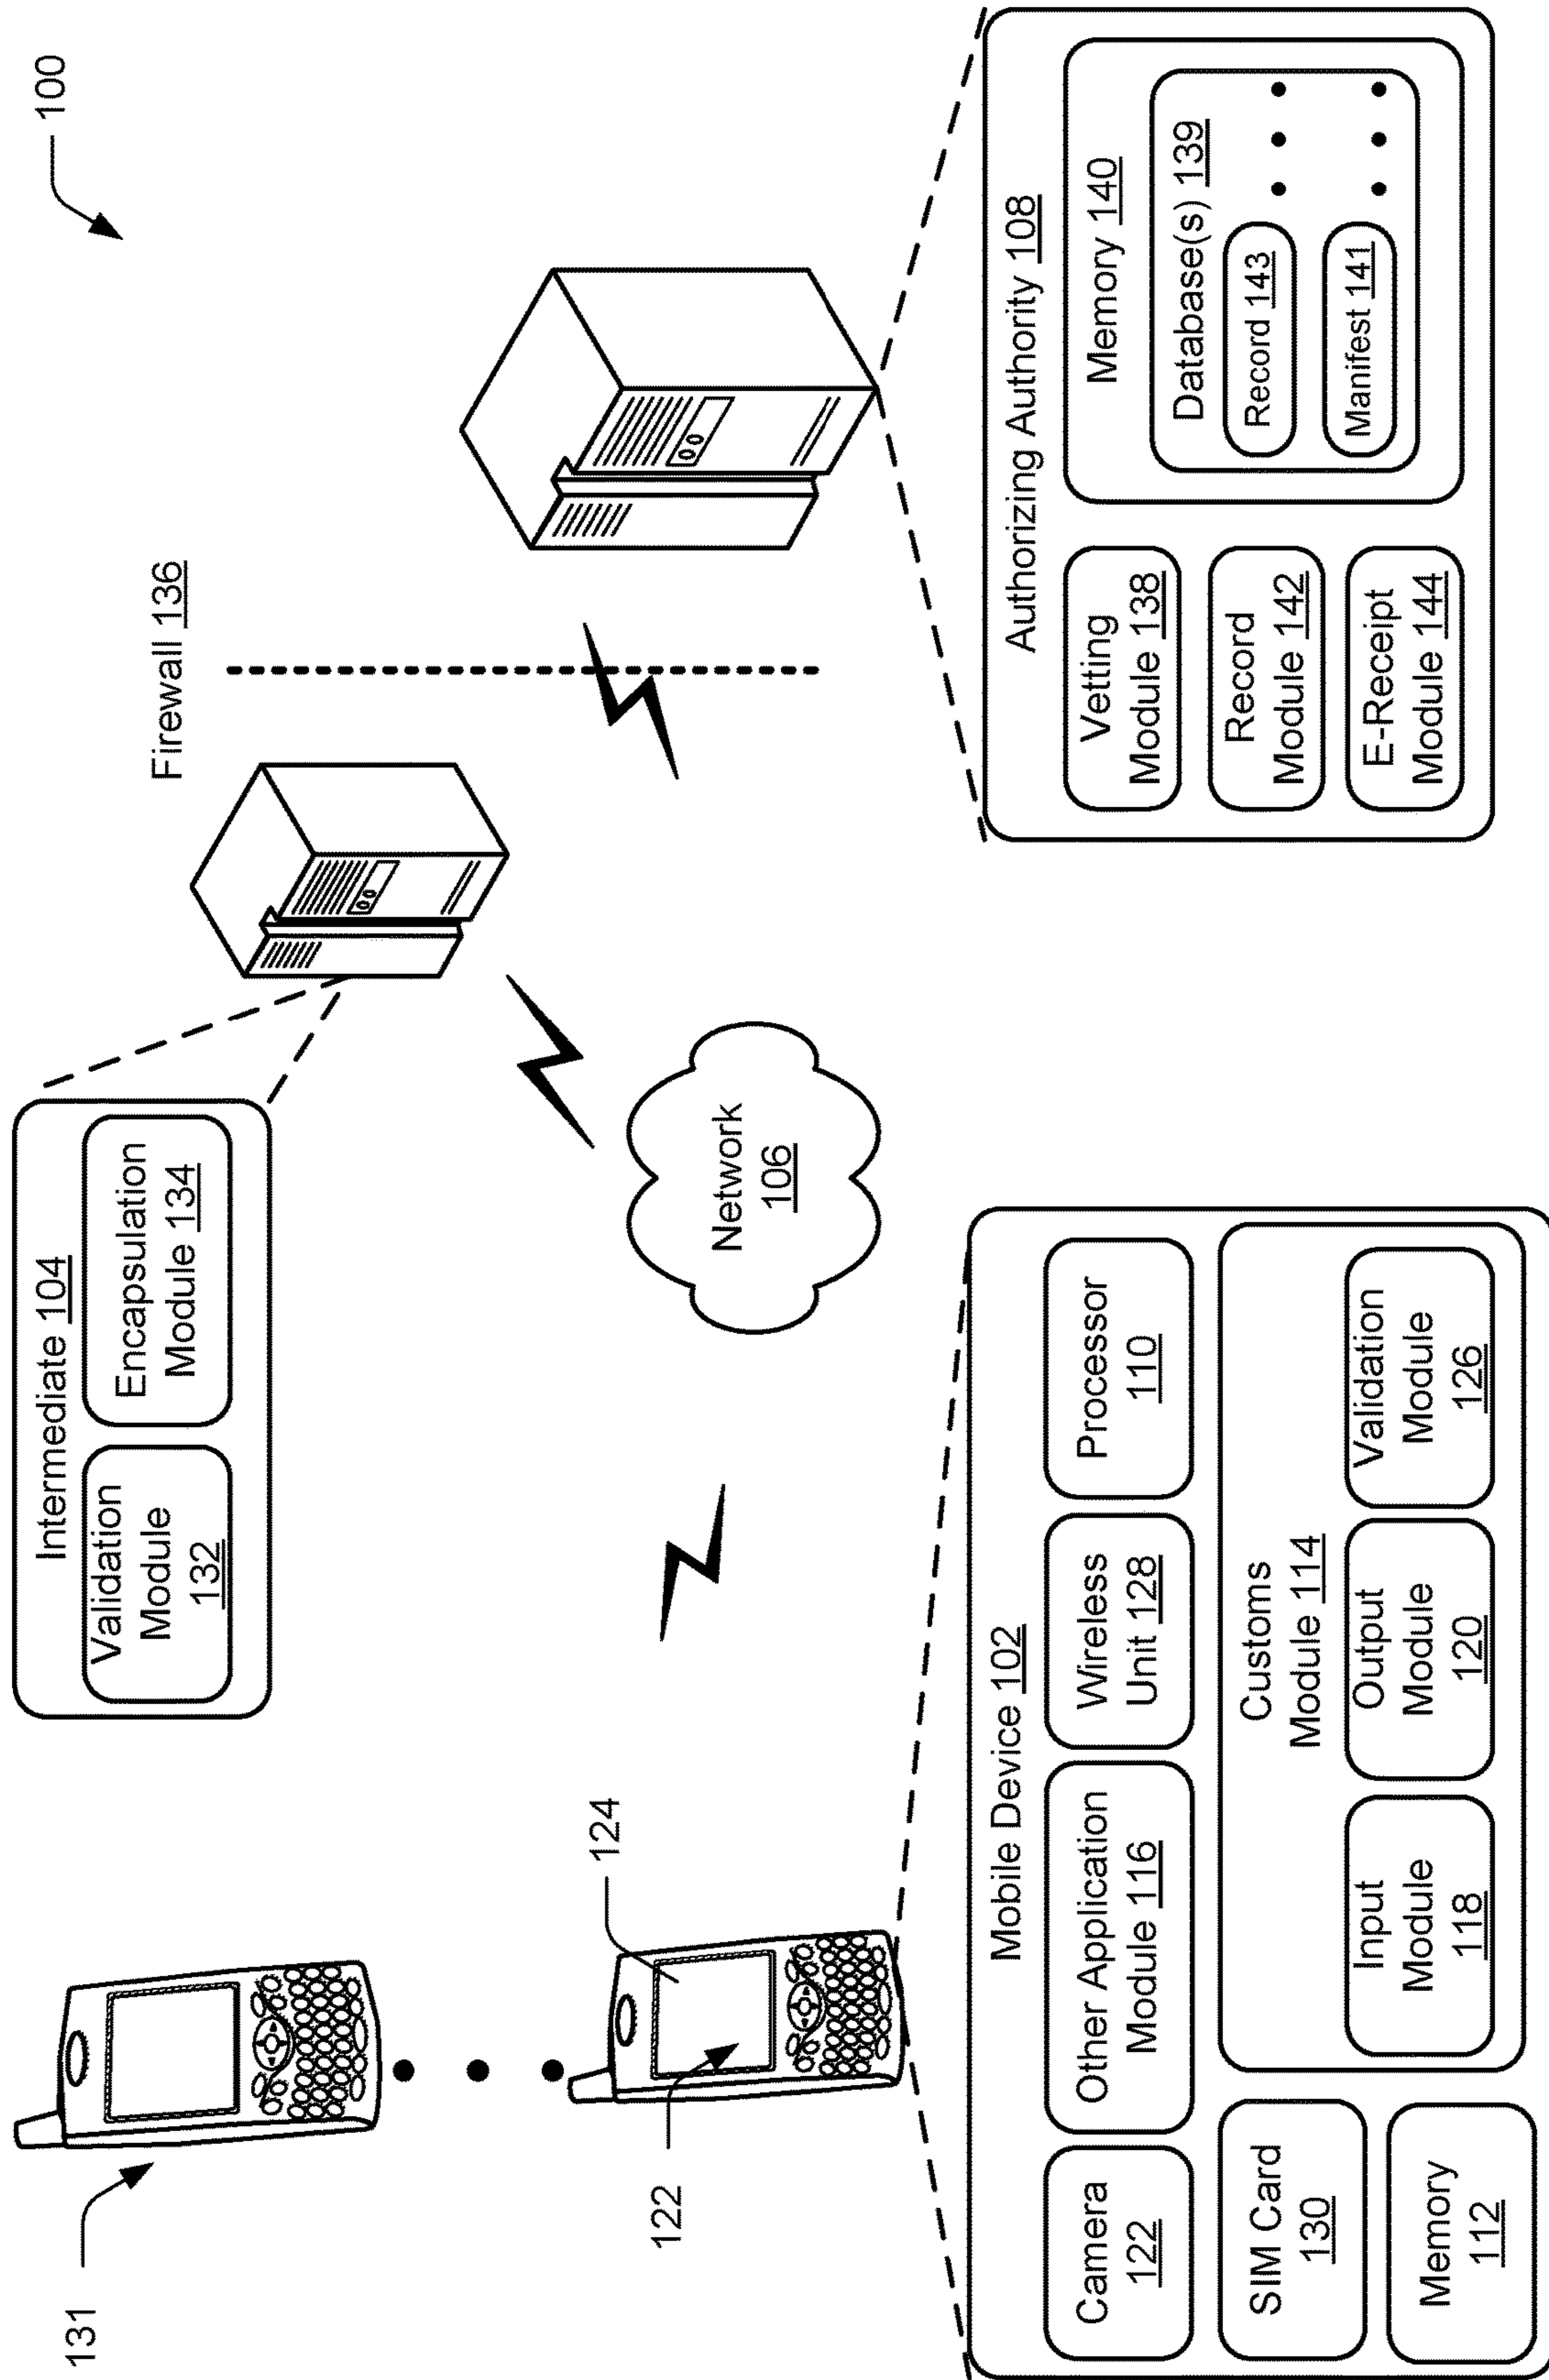 100
131
124
122
Intermediate 104
Validation
Module
132
Encapsulation
Module 134
Firewall 136
Network
106
Mobile Device 102
Camera
122
Other Application
Module 116
Wireless
Unit 128
Processor
110
SIM Card
130
Memory
112
Customs
Module 114
Input
Module
118
Output
Module
120
Validation
Module
126
Authorizing Authority 108
Vetting
Module 138
Record
Module 142
E-Receipt
Module 144
Memory 140
Database(s) 139
Record 143
Manifest 141